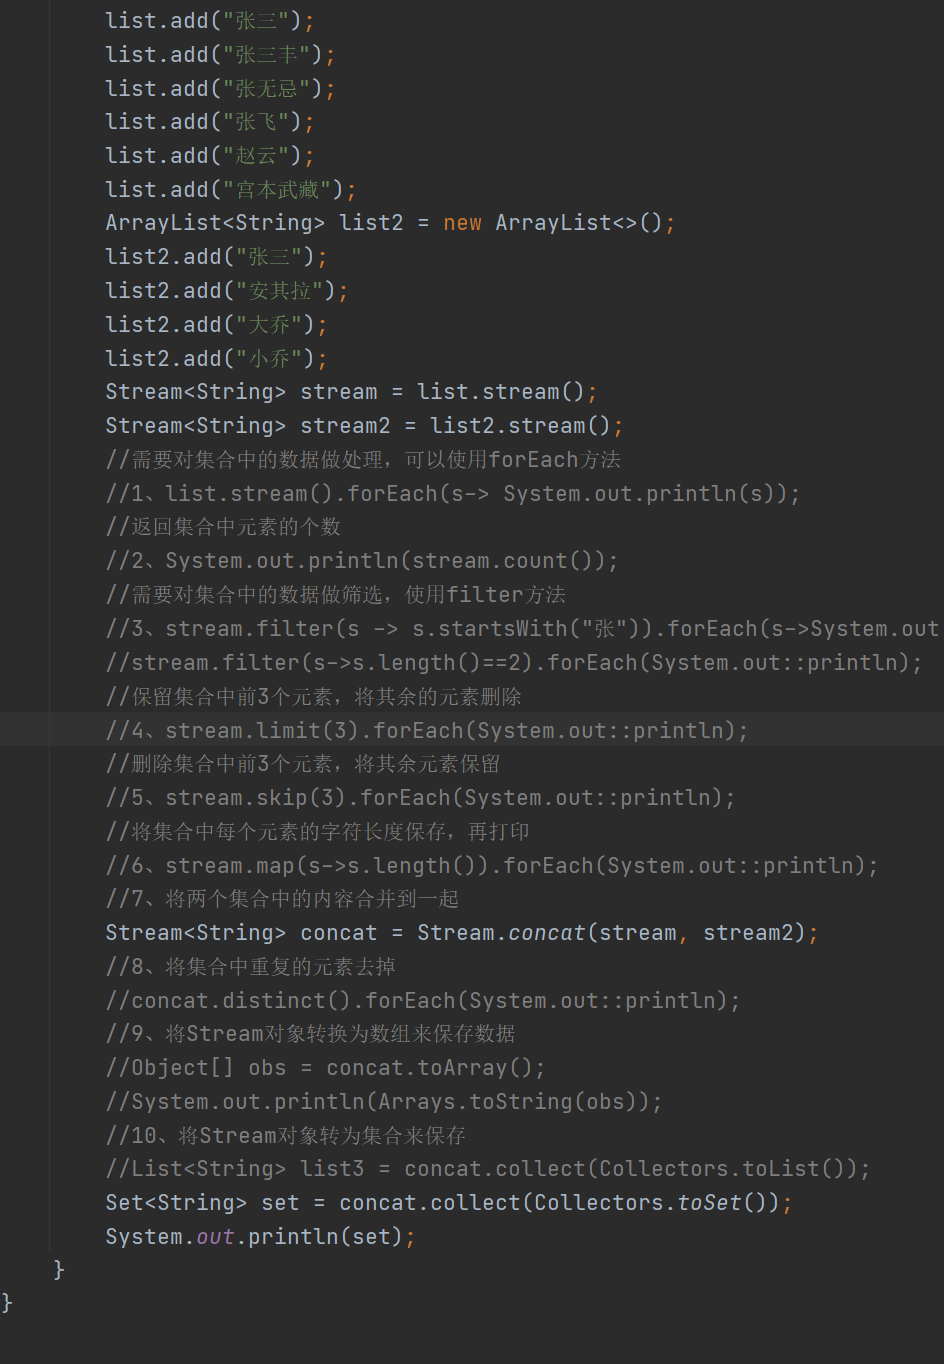 list.add("张三");
list.add("张三丰");
list.add("张无忌");
list.add("张飞");
list.add("赵云");
list.add("宫本武藏");
ArrayList<String> list2 = new ArrayList<>();
list2.add("张三");
list2.add("安其拉");
list2.add("大乔");
list2.add("小乔");
Stream<String> stream = list.stream();
Stream<String> stream2 = list2.stream();
//需要对集合中的数据做处理，可以使用forEach方法
//1、list.stream().forEach(s-> System.out.println(s));
//返回集合中元素的个数
//2、System.out.println(stream.count());
//需要对集合中的数据做筛选，使用filter方法
//3、stream.filter(s -> s.startsWith("张")).forEach(s->System.out
//stream.filter(s->s.length()==2).forEach(System.out::println);
//保留集合中前3个元素，将其余的元素删除
//4、stream.limit(3).forEach(System.out::println);
//删除集合中前3个元素，将其余元素保留
//5、stream.skip(3).forEach(System.out::println);
//将集合中每个元素的字符长度保存，再打印
//6、stream.map(s->s.length()).forEach(System.out::println);
//7、将两个集合中的内容合并到一起
Stream<String> concat = Stream.concat(stream, stream2);
//8、将集合中重复的元素去掉
//concat.distinct().forEach(System.out::println);
//9、将Stream对象转换为数组来保存数据
//Object[] obs = concat.toArray();
//System.out.println(Arrays.toString(obs));
//10、将Stream对象转为集合来保存
//List<String> list3 = concat.collect(Collectors.toList());
Set<String> set = concat.collect(Collectors.toSet());
System.out.println(set);
}
}